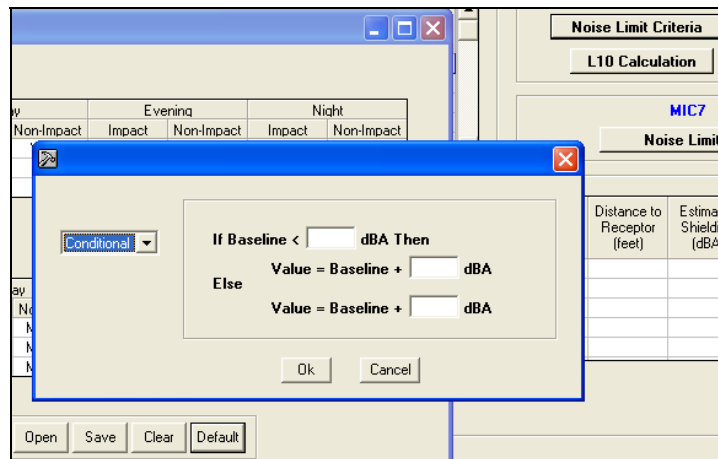 Noise Limit Criteria
L10 Calculation
Evening Night
Non-Impact Impact Non-Impact Impact Non-Impact
MIC7
Noise Limit
Distance to Receptor (feet)
Conditional
If Baseline < dBA Then
Value = Baseline + dBA
Else
Value = Baseline + dBA
Ok Cancel
Open Save Clear Default